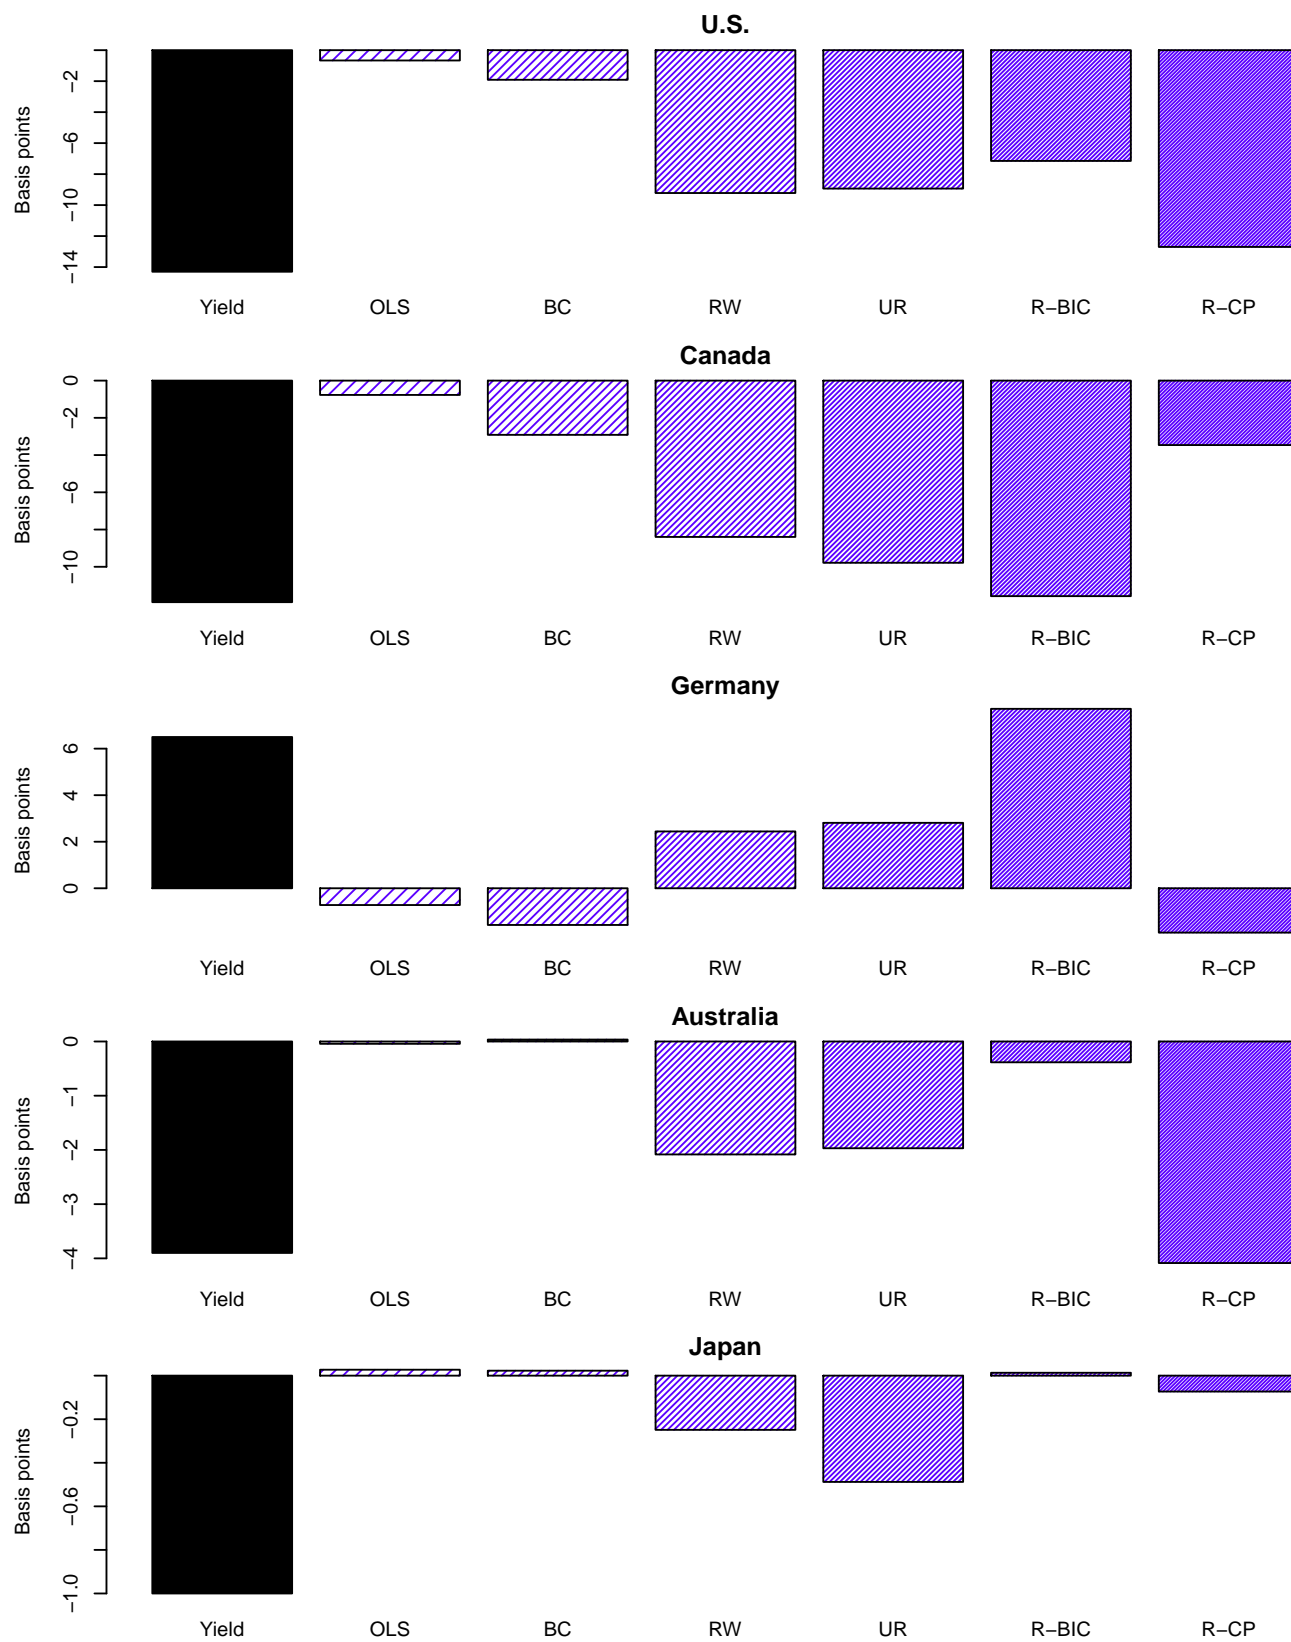 U.S.
Basis points
−2
−6
−10
−14
Yield OLS BC RW UR R−BIC R−CP
Canada
Basis points
0
−2
−6
−10
Yield OLS BC RW UR R−BIC R−CP
Germany
Basis points
6
4
2
0
Yield OLS BC RW UR R−BIC R−CP
Australia
Basis points
0
−1
−2
−3
−4
Yield OLS BC RW UR R−BIC R−CP
Japan
Basis points
−0.2
−0.6
−1.0
Yield OLS BC RW UR R−BIC R−CP